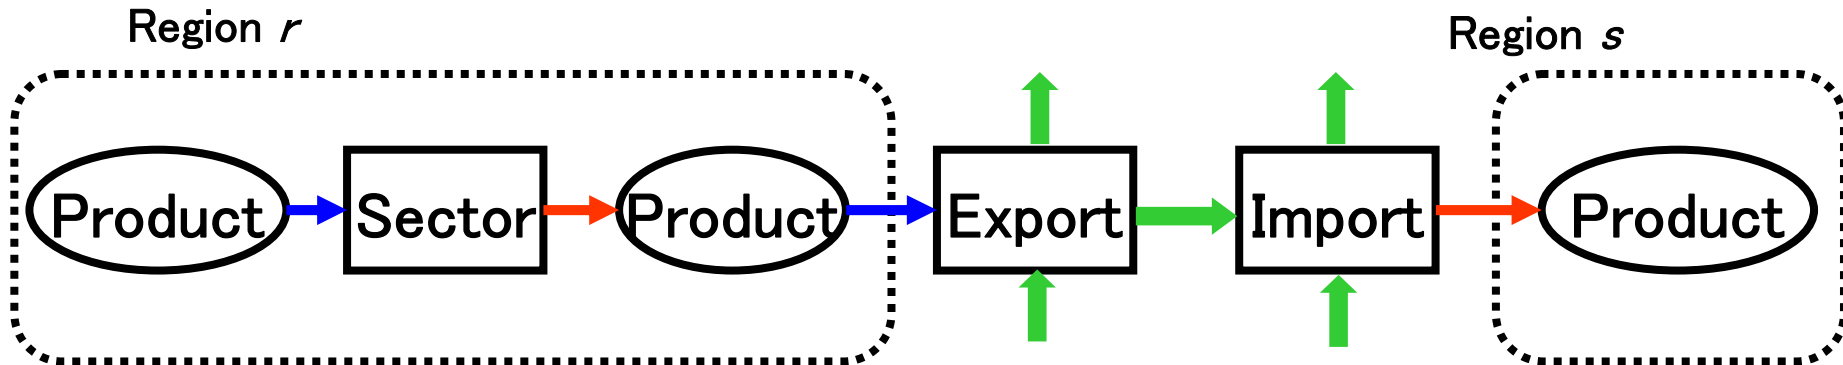 Region r
Region s
Product
Sector
Product
Export
Import
Product